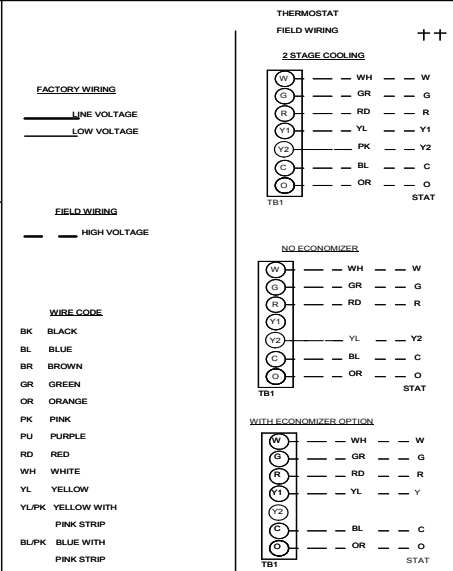 THERMOSTAT
FIELD WIRING
++
2 STAGE COOLING
W WH W
G GR G
R RD R
Y1 YL Y1
Y2 PK Y2
C BL C
O OR O
TB1 STAT
FACTORY WIRING
LINE VOLTAGE
LOW VOLTAGE
FIELD WIRING
HIGH VOLTAGE
NO ECONOMIZER
W WH W
G GR G
R RD R
Y1
Y2 YL Y2
C BL C
O OR O
TB1 STAT
WIRE CODE
BK BLACK
BL BLUE
BR BROWN
GR GREEN
OR ORANGE
PK PINK
PU PURPLE
RD RED
WH WHITE
YL YELLOW
YL/PK YELLOW WITH
PINK STRIP
BL/PK BLUE WITH
PINK STRIP
WITH ECONOMIZER OPTION
W WH W
G GR G
R RD R
Y1 YL Y
Y2
C BL C
O OR O
TB1 STAT